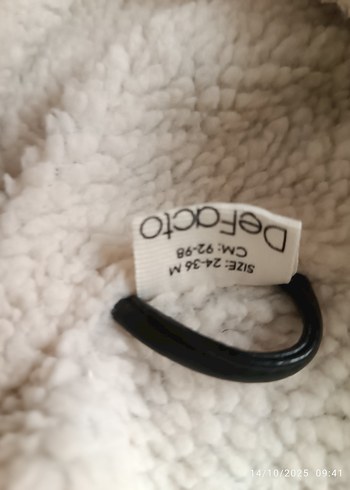 DeFacto
CM: 92-98
SIZE: 24-36 M
14/10/2025 09:41